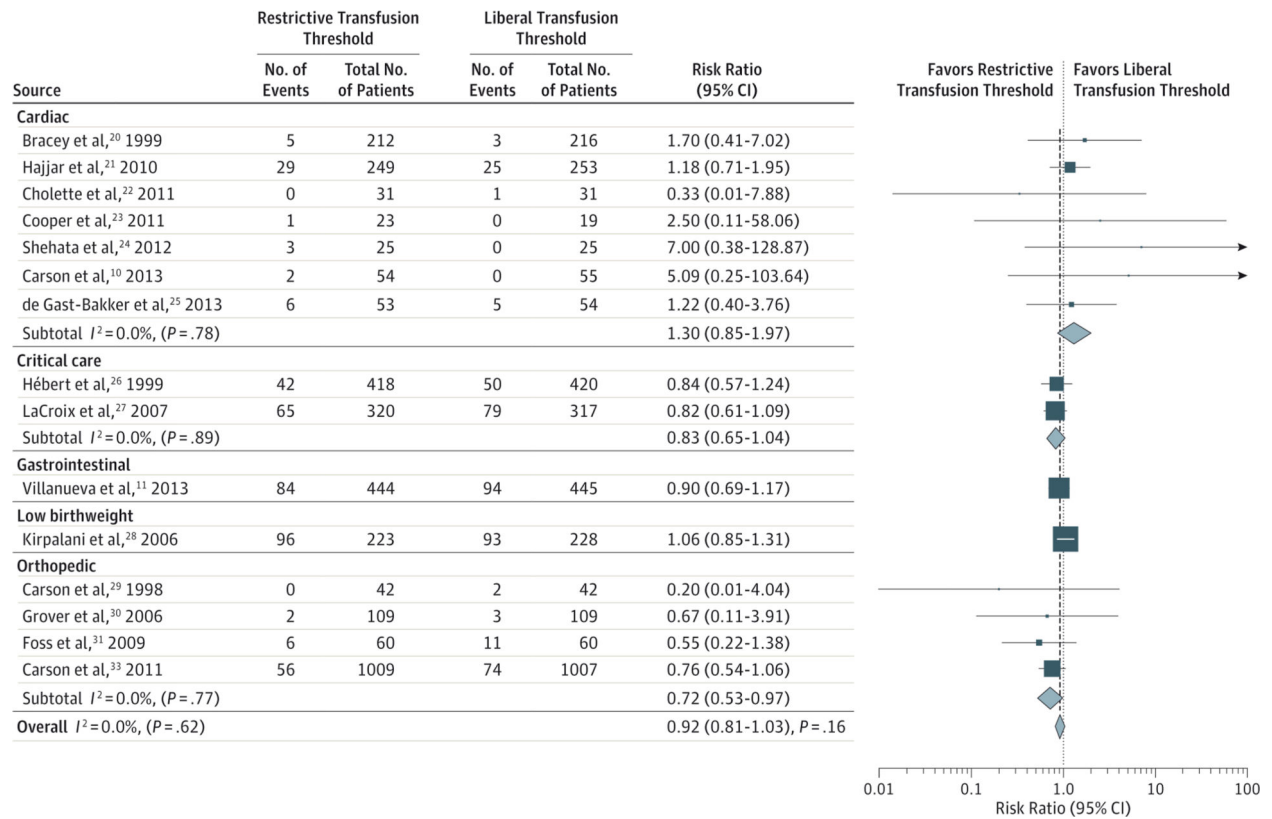 Restrictive Transfusion Threshold Liberal Transfusion Threshold
Source No. of Events Total No. of Patients No. of Events Total No. of Patients Risk Ratio (95% CI) Favors Restrictive Transfusion Threshold Favors Liberal Transfusion Threshold
Cardiac
Bracey et al,20 1999 5 212 3 216 1.70 (0.41-7.02)
Hajjar et al,21 2010 29 249 25 253 1.18 (0.71-1.95)
Cholette et al,22 2011 0 31 1 31 0.33 (0.01-7.88)
Cooper et al,23 2011 1 23 0 19 2.50 (0.11-58.06)
Shehata et al,24 2012 3 25 0 25 7.00 (0.38-128.87)
Carson et al,10 2013 2 54 0 55 5.09 (0.25-103.64)
de Gast-Bakker et al,25 2013 6 53 5 54 1.22 (0.40-3.76)
Subtotal I2 = 0.0%, (P = .78) 1.30 (0.85-1.97)
Critical care
Hébert et al,26 1999 42 418 50 420 0.84 (0.57-1.24)
LaCroix et al,27 2007 65 320 79 317 0.82 (0.61-1.09)
Subtotal I2 = 0.0%, (P = .89) 0.83 (0.65-1.04)
Gastrointestinal
Villanueva et al,11 2013 84 444 94 445 0.90 (0.69-1.17)
Low birthweight
Kirpalani et al,28 2006 96 223 93 228 1.06 (0.85-1.31)
Orthopedic
Carson et al,29 1998 0 42 2 42 0.20 (0.01-4.04)
Grover et al,30 2006 2 109 3 109 0.67 (0.11-3.91)
Foss et al,31 2009 6 60 11 60 0.55 (0.22-1.38)
Carson et al,33 2011 56 1009 74 1007 0.76 (0.54-1.06)
Subtotal I2 = 0.0%, (P = .77) 0.72 (0.53-0.97)
Overall I2 = 0.0%, (P = .62) 0.92 (0.81-1.03), P = .16
0.01 0.1 1.0 10 100
Risk Ratio (95% CI)